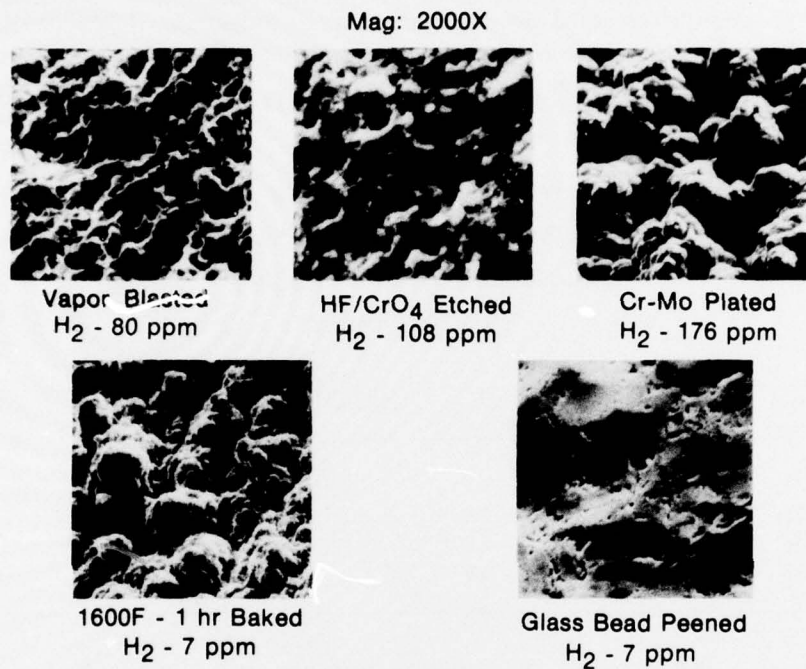 Mag: 2000X
Vapor Blasted
H₂ - 80 ppm
HF/CrO₄ Etched
H₂ - 108 ppm
Cr-Mo Plated
H₂ - 176 ppm
1600F - 1 hr Baked
H₂ - 7 ppm
Glass Bead Peened
H₂ - 7 ppm